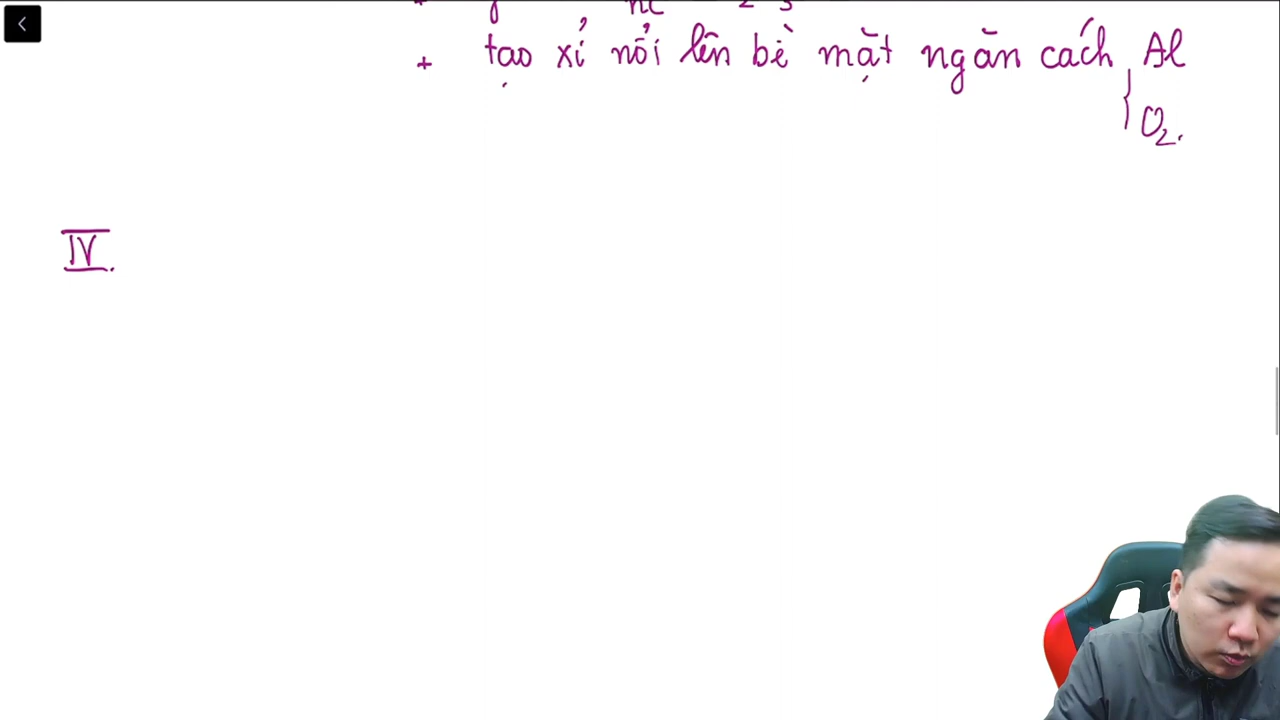 + tạo xỉ nổi lên bề mặt ngăn cách { Al
O₂.
IV.